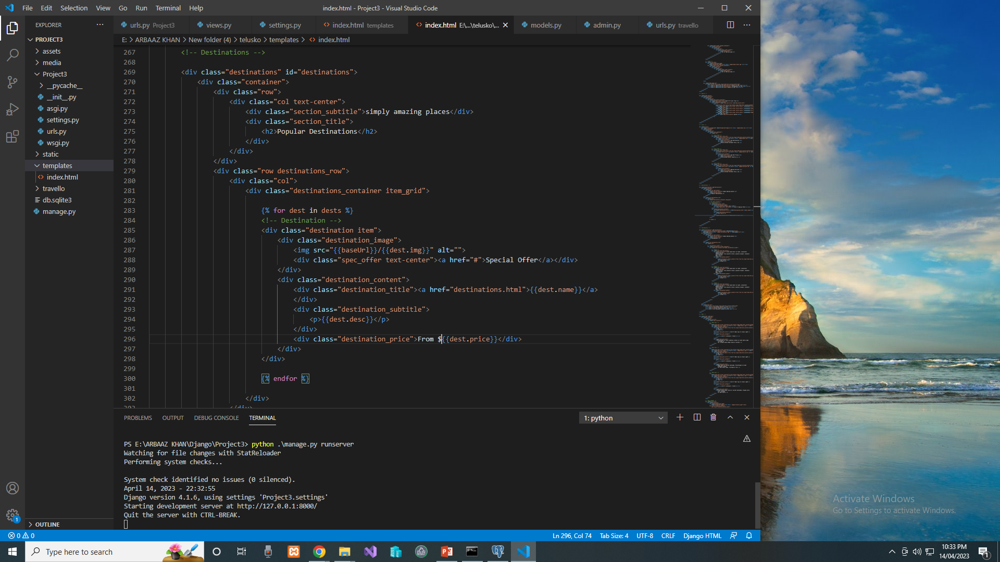 File Edit Selection View Go Run Terminal Help
index.html - Project3 - Visual Studio Code
EXPLORER ···
urls.py Project3
views.py
settings.py
index.html templates
index.html E:\...\telusko\...
models.py
admin.py
urls.py travello
PROJECT3
assets
media
Project3
__pycache__
__init__.py
asgi.py
settings.py
urls.py
wsgi.py
static
templates
index.html
travello
db.sqlite3
manage.py
OUTLINE
E: > ARBAAZ KHAN > New folder (4) > telusko > templates > index.html
267 <!-- Destinations -->
268
269 <div class="destinations" id="destinations">
270 <div class="container">
271 <div class="row">
272 <div class="col text-center">
273 <div class="section_subtitle">simply amazing places</div>
274 <div class="section_title">
275 <h2>Popular Destinations</h2>
276 </div>
277 </div>
278 </div>
279 <div class="row destinations_row">
280 <div class="col">
281 <div class="destinations_container item_grid">
282
283 {% for dest in dests %}
284 <!-- Destination -->
285 <div class="destination item">
286 <div class="destination_image">
287 <img src="{{baseUrl}}/{{dest.img}}" alt="">
288 <div class="spec_offer text-center"><a href="#">Special Offer</a></div>
289 </div>
290 <div class="destination_content">
291 <div class="destination_title"><a href="destinations.html">{{dest.name}}</a>
292 </div>
293 <div class="destination_subtitle">
294 <p>{{dest.desc}}</p>
295 </div>
296 <div class="destination_price">From ${{dest.price}}</div>
297 </div>
298 </div>
299
300 {% endfor %}
301
302 </div>
303 </div>
PROBLEMS OUTPUT DEBUG CONSOLE TERMINAL
1: python
PS E:\ARBAAZ KHAN\Django\Project3> python .\manage.py runserver
Watching for file changes with StatReloader
Performing system checks...
System check identified no issues (0 silenced).
April 14, 2023 - 22:32:55
Django version 4.1.6, using settings 'Project3.settings'
Starting development server at http://127.0.0.1:8000/
Quit the server with CTRL-BREAK.
1
0 0
Ln 296, Col 74 Tab Size: 4 UTF-8 CRLF Django HTML
Activate Windows
Go to Settings to activate Windows.
Type here to search
10:33 PM
14/04/2023
1